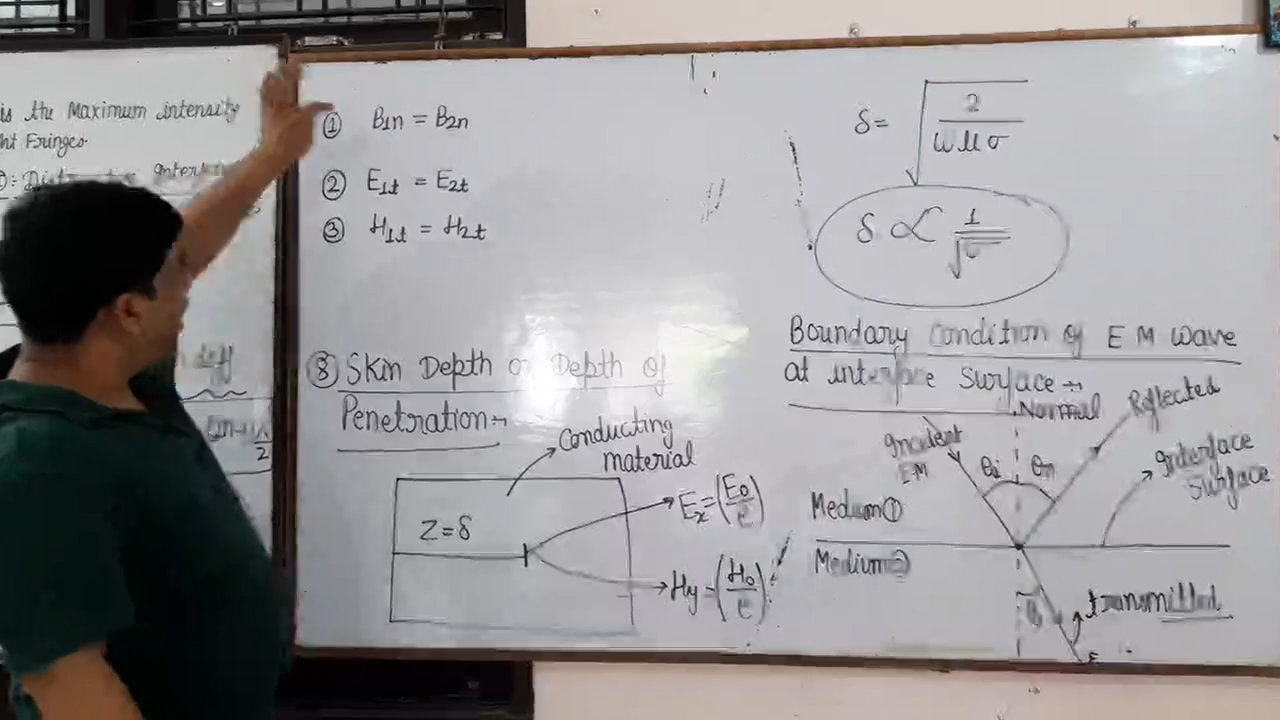 is the Maximum intensity
ht Fringes.
① B1n = B2n
② E1t = E2t
③ H1t = H2t
δ = √(2/ωμσ)
δ ∝ 1/√σ
⑧ Skin Depth or Depth of
Penetration→
Conducting
material
Z=δ
Ex=(E0/e)
Hy=(H0/e)
Boundary Condition of EM wave
at interface Surface→
Normal
Reflected
Incident
EM
θi
θr
Interface
Surface
Medium①
Medium②
transmitted